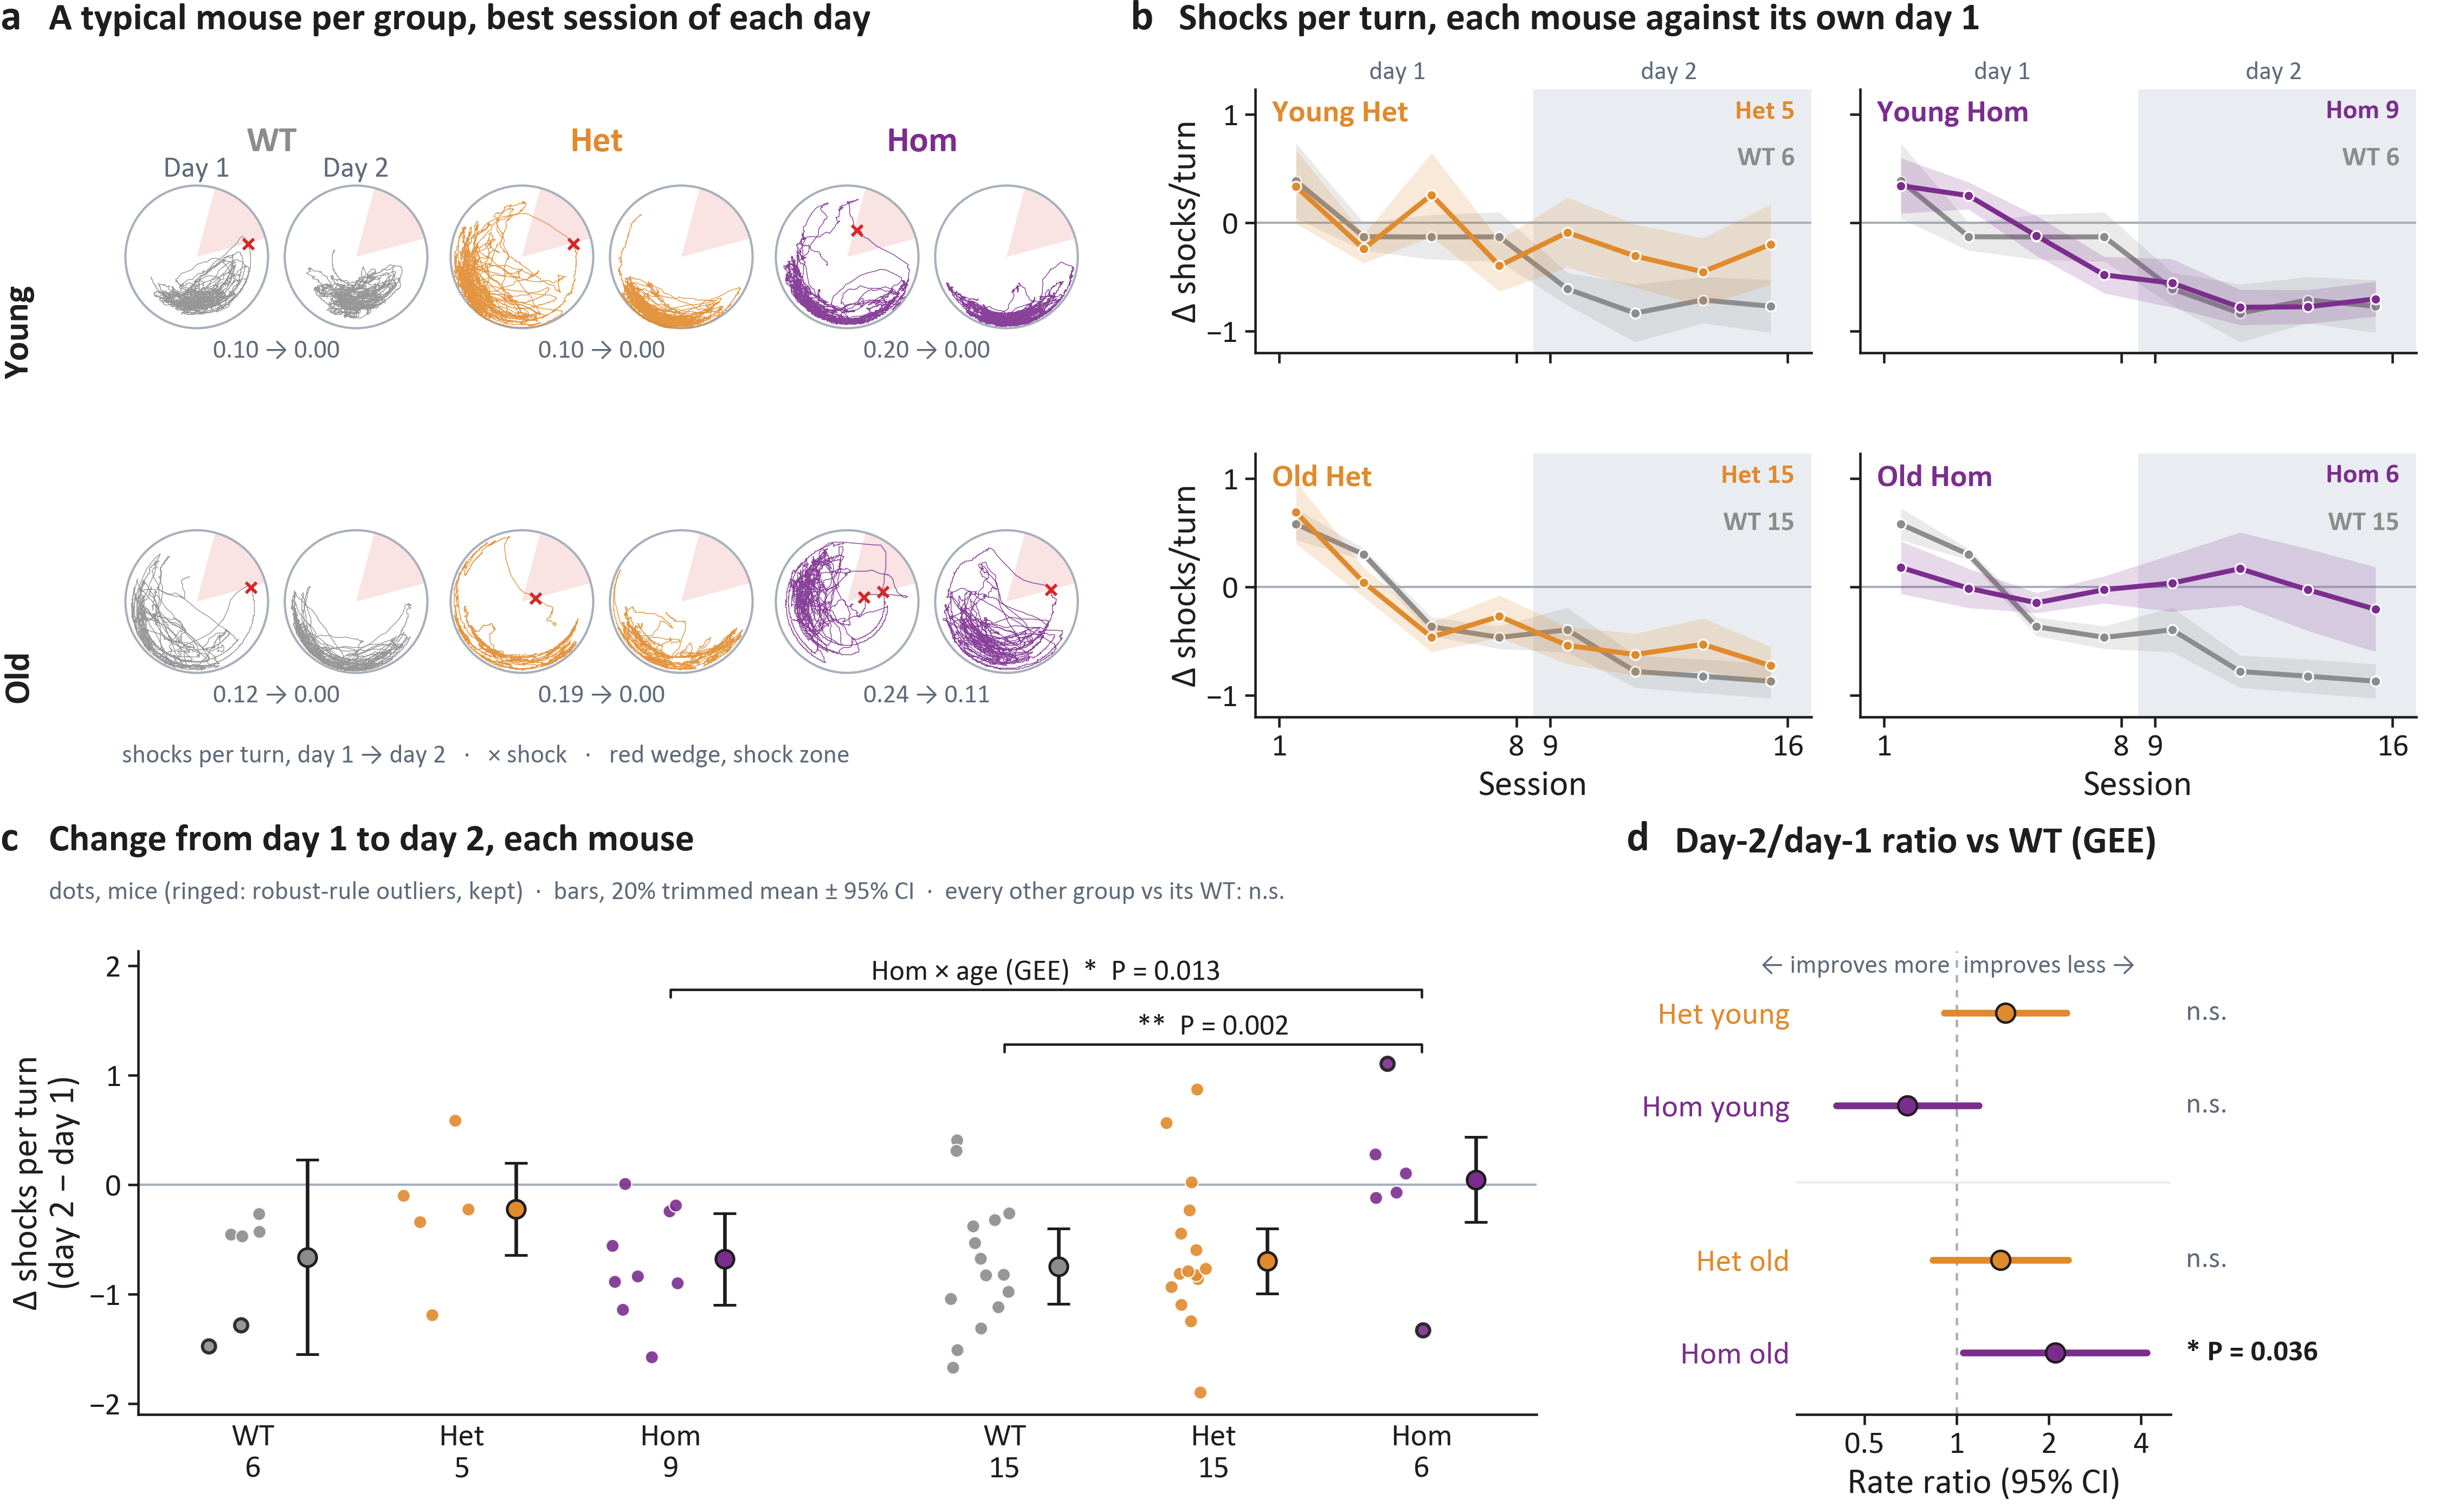 a A typical mouse per group, best session of each day
WT
Het
Hom
Day 1
Day 2
Young
0.10 → 0.00
0.10 → 0.00
0.20 → 0.00
Old
0.12 → 0.00
0.19 → 0.00
0.24 → 0.11
shocks per turn, day 1 → day 2 · × shock · red wedge, shock zone
b Shocks per turn, each mouse against its own day 1
day 1
day 2
day 1
day 2
Δ shocks/turn
1
0
−1
Young Het
Het 5
WT 6
Young Hom
Hom 9
WT 6
Δ shocks/turn
1
0
−1
Old Het
Het 15
WT 15
Old Hom
Hom 6
WT 15
1 8 9 16
1 8 9 16
Session
Session
c Change from day 1 to day 2, each mouse
dots, mice (ringed: robust-rule outliers, kept) · bars, 20% trimmed mean ± 95% CI · every other group vs its WT: n.s.
Δ shocks per turn
(day 2 − day 1)
2
1
0
−1
−2
Hom × age (GEE) * P = 0.013
** P = 0.002
WT Het Hom WT Het Hom
6 5 9 15 15 6
d Day-2/day-1 ratio vs WT (GEE)
← improves more
improves less →
Het young
n.s.
Hom young
n.s.
Het old
n.s.
Hom old
* P = 0.036
0.5 1 2 4
Rate ratio (95% CI)